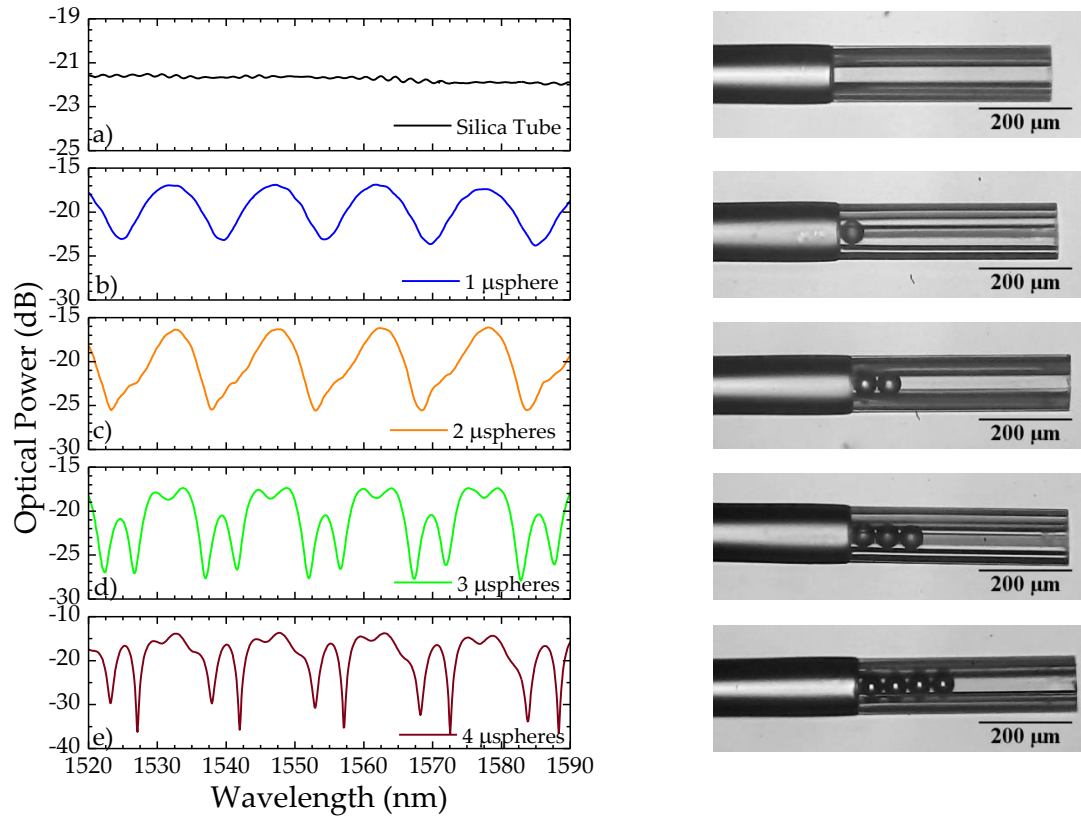 Optical Power (dB)
-19
-21
-22
-25
a)
Silica Tube
200 µm
-15
-20
-25
-30
b)
1 µsphere
200 µm
-15
-20
-25
-30
c)
2 µspheres
200 µm
-15
-20
-25
-30
d)
3 µspheres
200 µm
-10
-20
-30
-40
e)
4 µspheres
200 µm
1520 1530 1540 1550 1560 1570 1580 1590
Wavelength (nm)